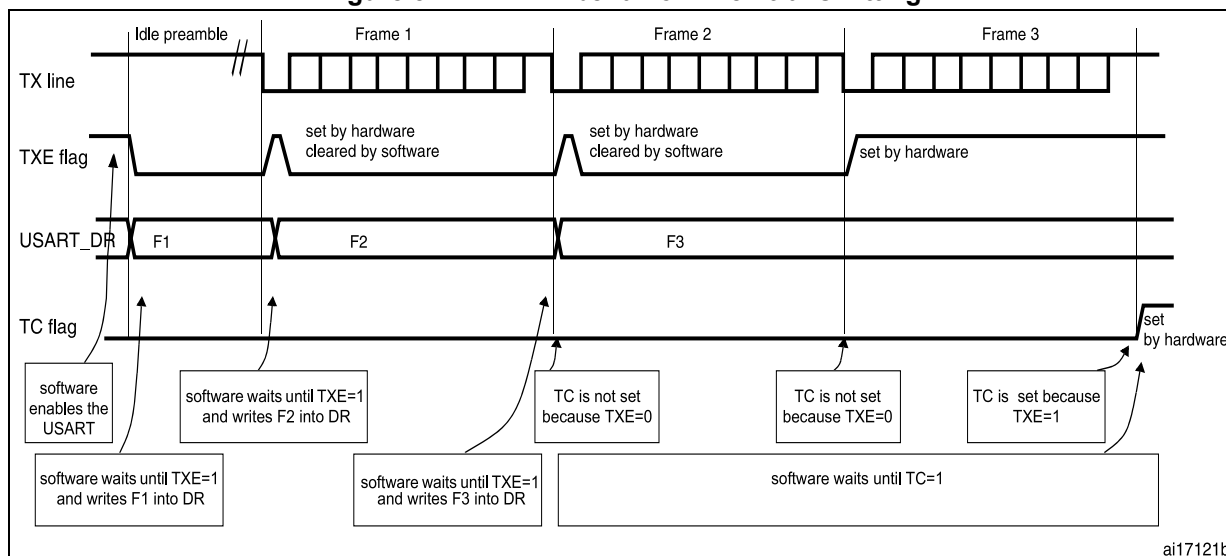 Idle preamble
Frame 1
Frame 2
Frame 3
TX line
TXE flag
set by hardware
cleared by software
set by hardware
cleared by software
set by hardware
USART_DR
F1
F2
F3
TC flag
set
by hardware
software
enables the
USART
software waits until TXE=1
and writes F2 into DR
TC is not set
because TXE=0
TC is not set
because TXE=0
TC is set because
TXE=1
software waits until TXE=1
and writes F1 into DR
software waits until TXE=1
and writes F3 into DR
software waits until TC=1
ai17121b